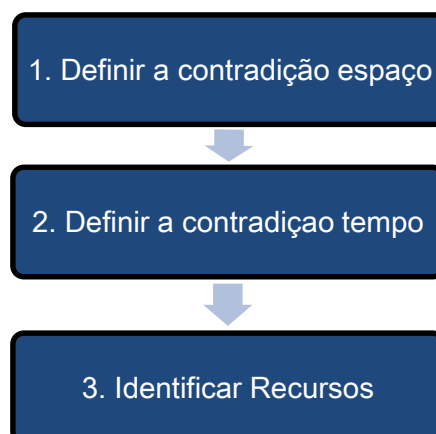 1. Definir a contradição espaço
2. Definir a contradiçao tempo
3. Identificar Recursos